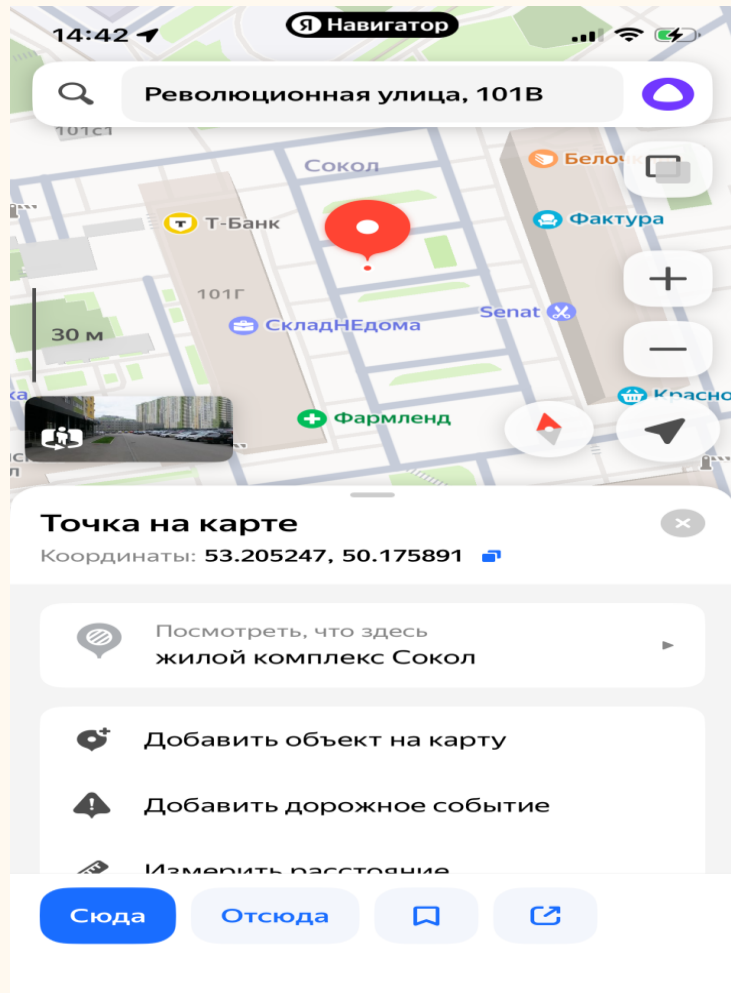 14:42
Я Навигатор
Революционная улица, 101В
101с1
Сокол
Белоч
Т-Банк
Фактура
101Г
Senat
СкладНЕдома
30 м
Красно
Фармленд
Точка на карте
Координаты: 53.205247, 50.175891
Посмотреть, что здесь
жилой комплекс Сокол
Добавить объект на карту
Добавить дорожное событие
Измерить расстояние
Сюда
Отсюда